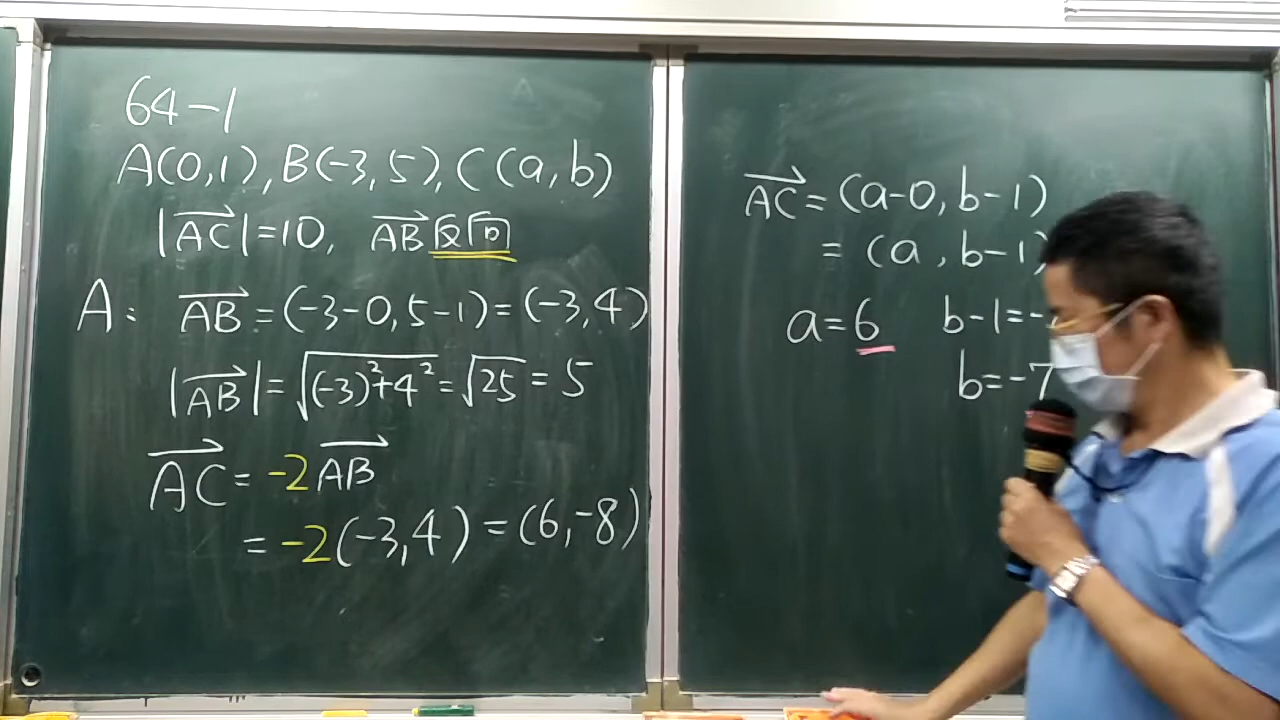 64-1
A(0,1), B(-3,5), C(a,b)
|AC|=10, AB反向
A: AB=(-3-0,5-1)=(-3,4)
|AB|=√(-3)²+4²=√25=5
AC=-2AB
=-2(-3,4)=(6,-8)
AC=(a-0,b-1)
=(a,b-1)
a=6 b-1=-
b=-7